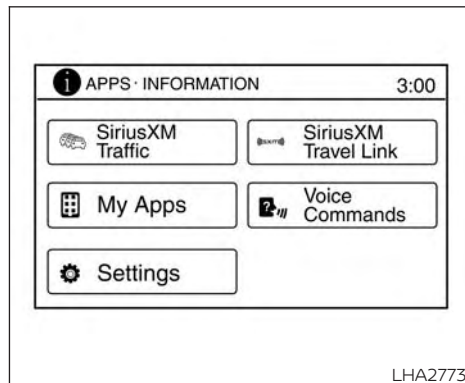 APPS · INFORMATION 3:00
SiriusXM
Traffic
SiriusXM
Travel Link
My Apps
Voice
Commands
Settings
LHA2773